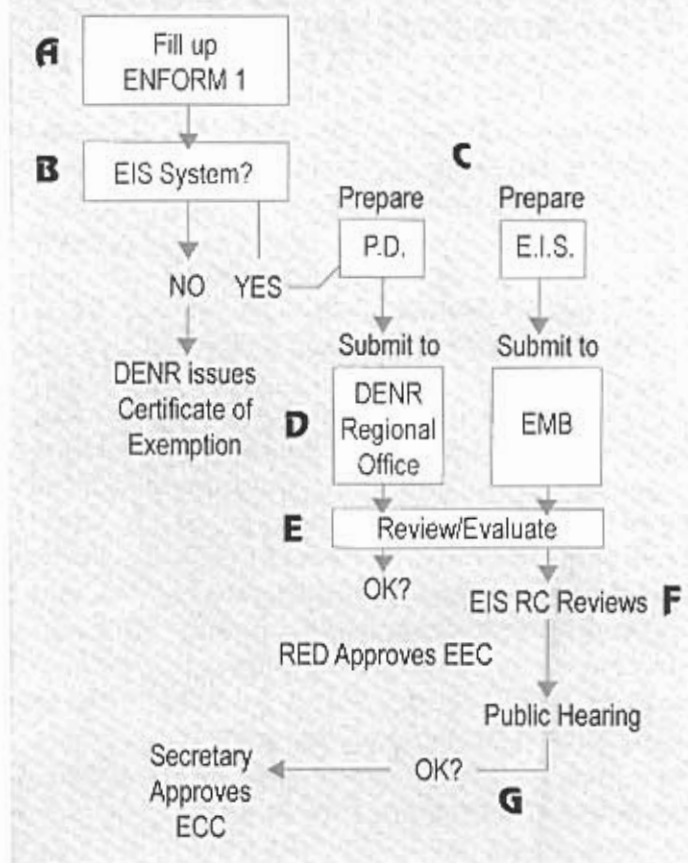 A
Fill up
ENFORM 1
B
EIS System?
C
NO
YES
DENR issues
Certificate of
Exemption
Prepare
P.D.
Prepare
E.I.S.
Submit to
Submit to
D
DENR
Regional
Office
EMB
E
Review/Evaluate
OK?
EIS RC Reviews
F
RED Approves EEC
Public Hearing
OK?
G
Secretary
Approves
ECC